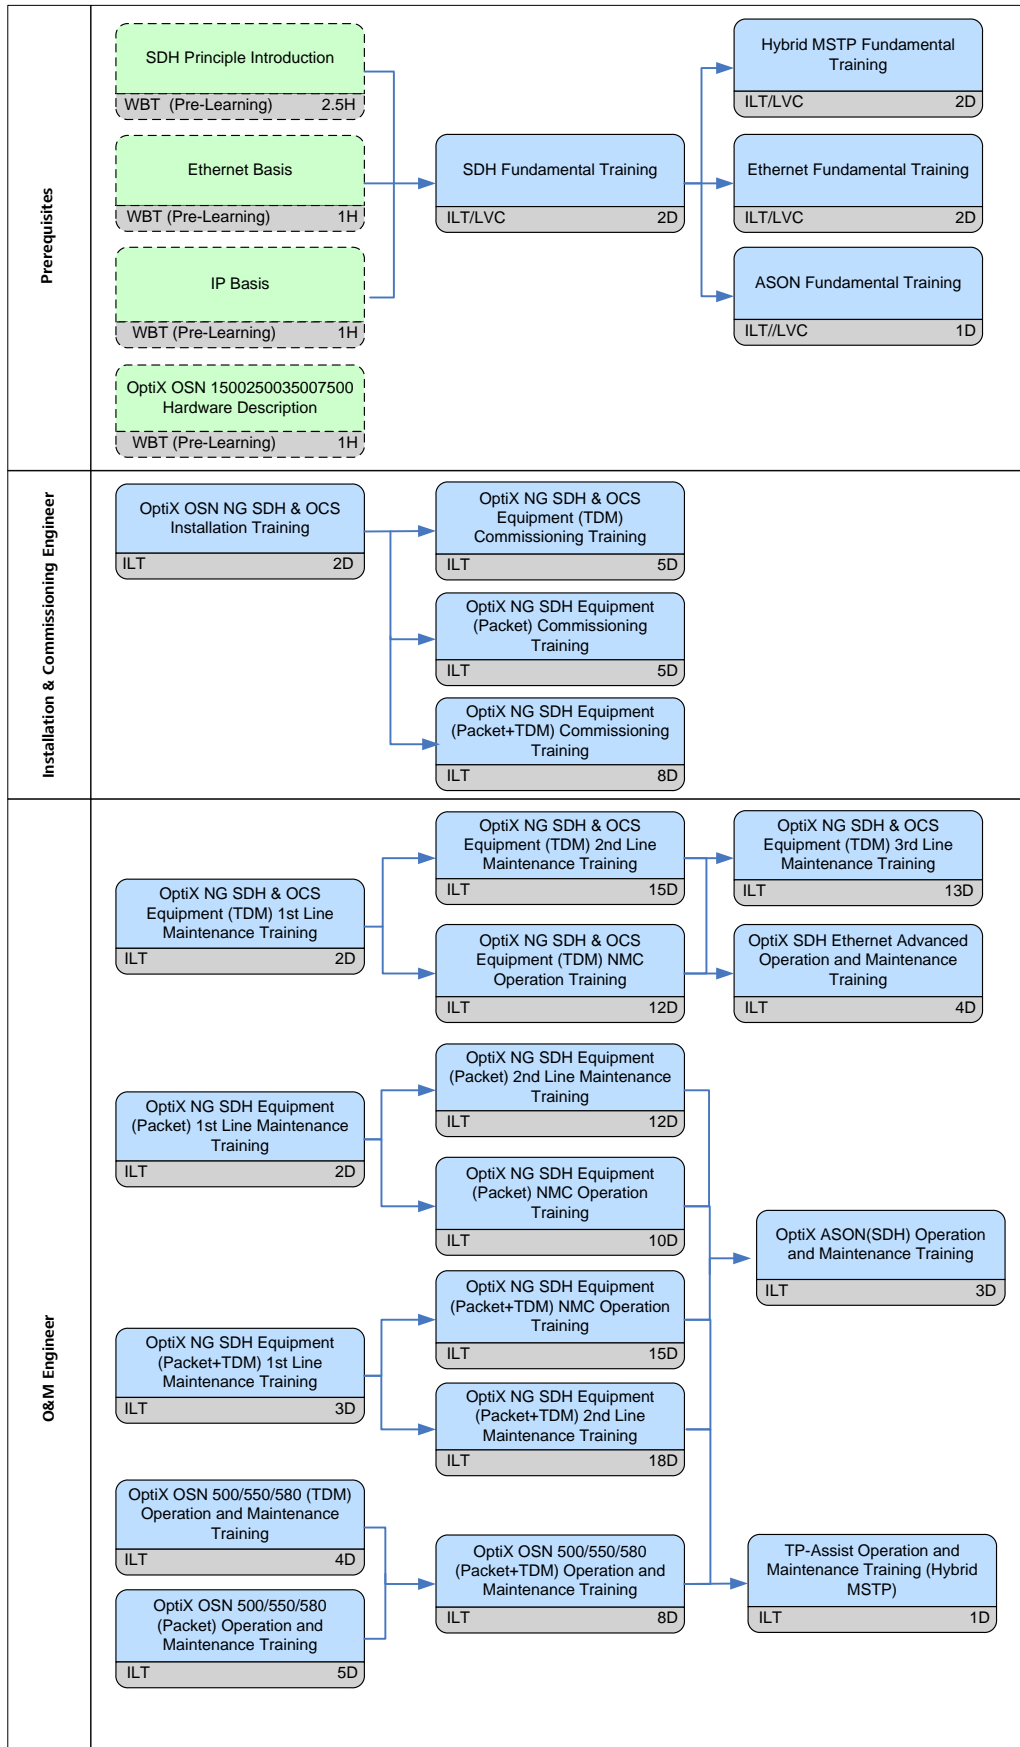 Prerequisites
SDH Principle Introduction
WBT (Pre-Learning) 2.5H
Ethernet Basis
WBT (Pre-Learning) 1H
IP Basis
WBT (Pre-Learning) 1H
OptiX OSN 1500250035007500
Hardware Description
WBT (Pre-Learning) 1H
SDH Fundamental Training
ILT/LVC 2D
Hybrid MSTP Fundamental
Training
ILT/LVC 2D
Ethernet Fundamental Training
ILT/LVC 2D
ASON Fundamental Training
ILT//LVC 1D
Installation & Commissioning Engineer
OptiX OSN NG SDH & OCS
Installation Training
ILT 2D
OptiX NG SDH & OCS
Equipment (TDM)
Commissioning Training
ILT 5D
OptiX NG SDH Equipment
(Packet) Commissioning
Training
ILT 5D
OptiX NG SDH Equipment
(Packet+TDM) Commissioning
Training
ILT 8D
O&M Engineer
OptiX NG SDH & OCS
Equipment (TDM) 1st Line
Maintenance Training
ILT 2D
OptiX NG SDH & OCS
Equipment (TDM) 2nd Line
Maintenance Training
ILT 15D
OptiX NG SDH & OCS
Equipment (TDM) NMC
Operation Training
ILT 12D
OptiX NG SDH & OCS
Equipment (TDM) 3rd Line
Maintenance Training
ILT 13D
OptiX SDH Ethernet Advanced
Operation and Maintenance
Training
ILT 4D
OptiX NG SDH Equipment
(Packet) 1st Line Maintenance
Training
ILT 2D
OptiX NG SDH Equipment
(Packet) 2nd Line Maintenance
Training
ILT 12D
OptiX NG SDH Equipment
(Packet) NMC Operation
Training
ILT 10D
OptiX NG SDH Equipment
(Packet+TDM) 1st Line
Maintenance Training
ILT 3D
OptiX NG SDH Equipment
(Packet+TDM) NMC Operation
Training
ILT 15D
OptiX NG SDH Equipment
(Packet+TDM) 2nd Line
Maintenance Training
ILT 18D
OptiX ASON(SDH) Operation
and Maintenance Training
ILT 3D
OptiX OSN 500/550/580 (TDM)
Operation and Maintenance
Training
ILT 4D
OptiX OSN 500/550/580
(Packet) Operation and
Maintenance Training
ILT 5D
OptiX OSN 500/550/580
(Packet+TDM) Operation and
Maintenance Training
ILT 8D
TP-Assist Operation and
Maintenance Training (Hybrid
MSTP)
ILT 1D